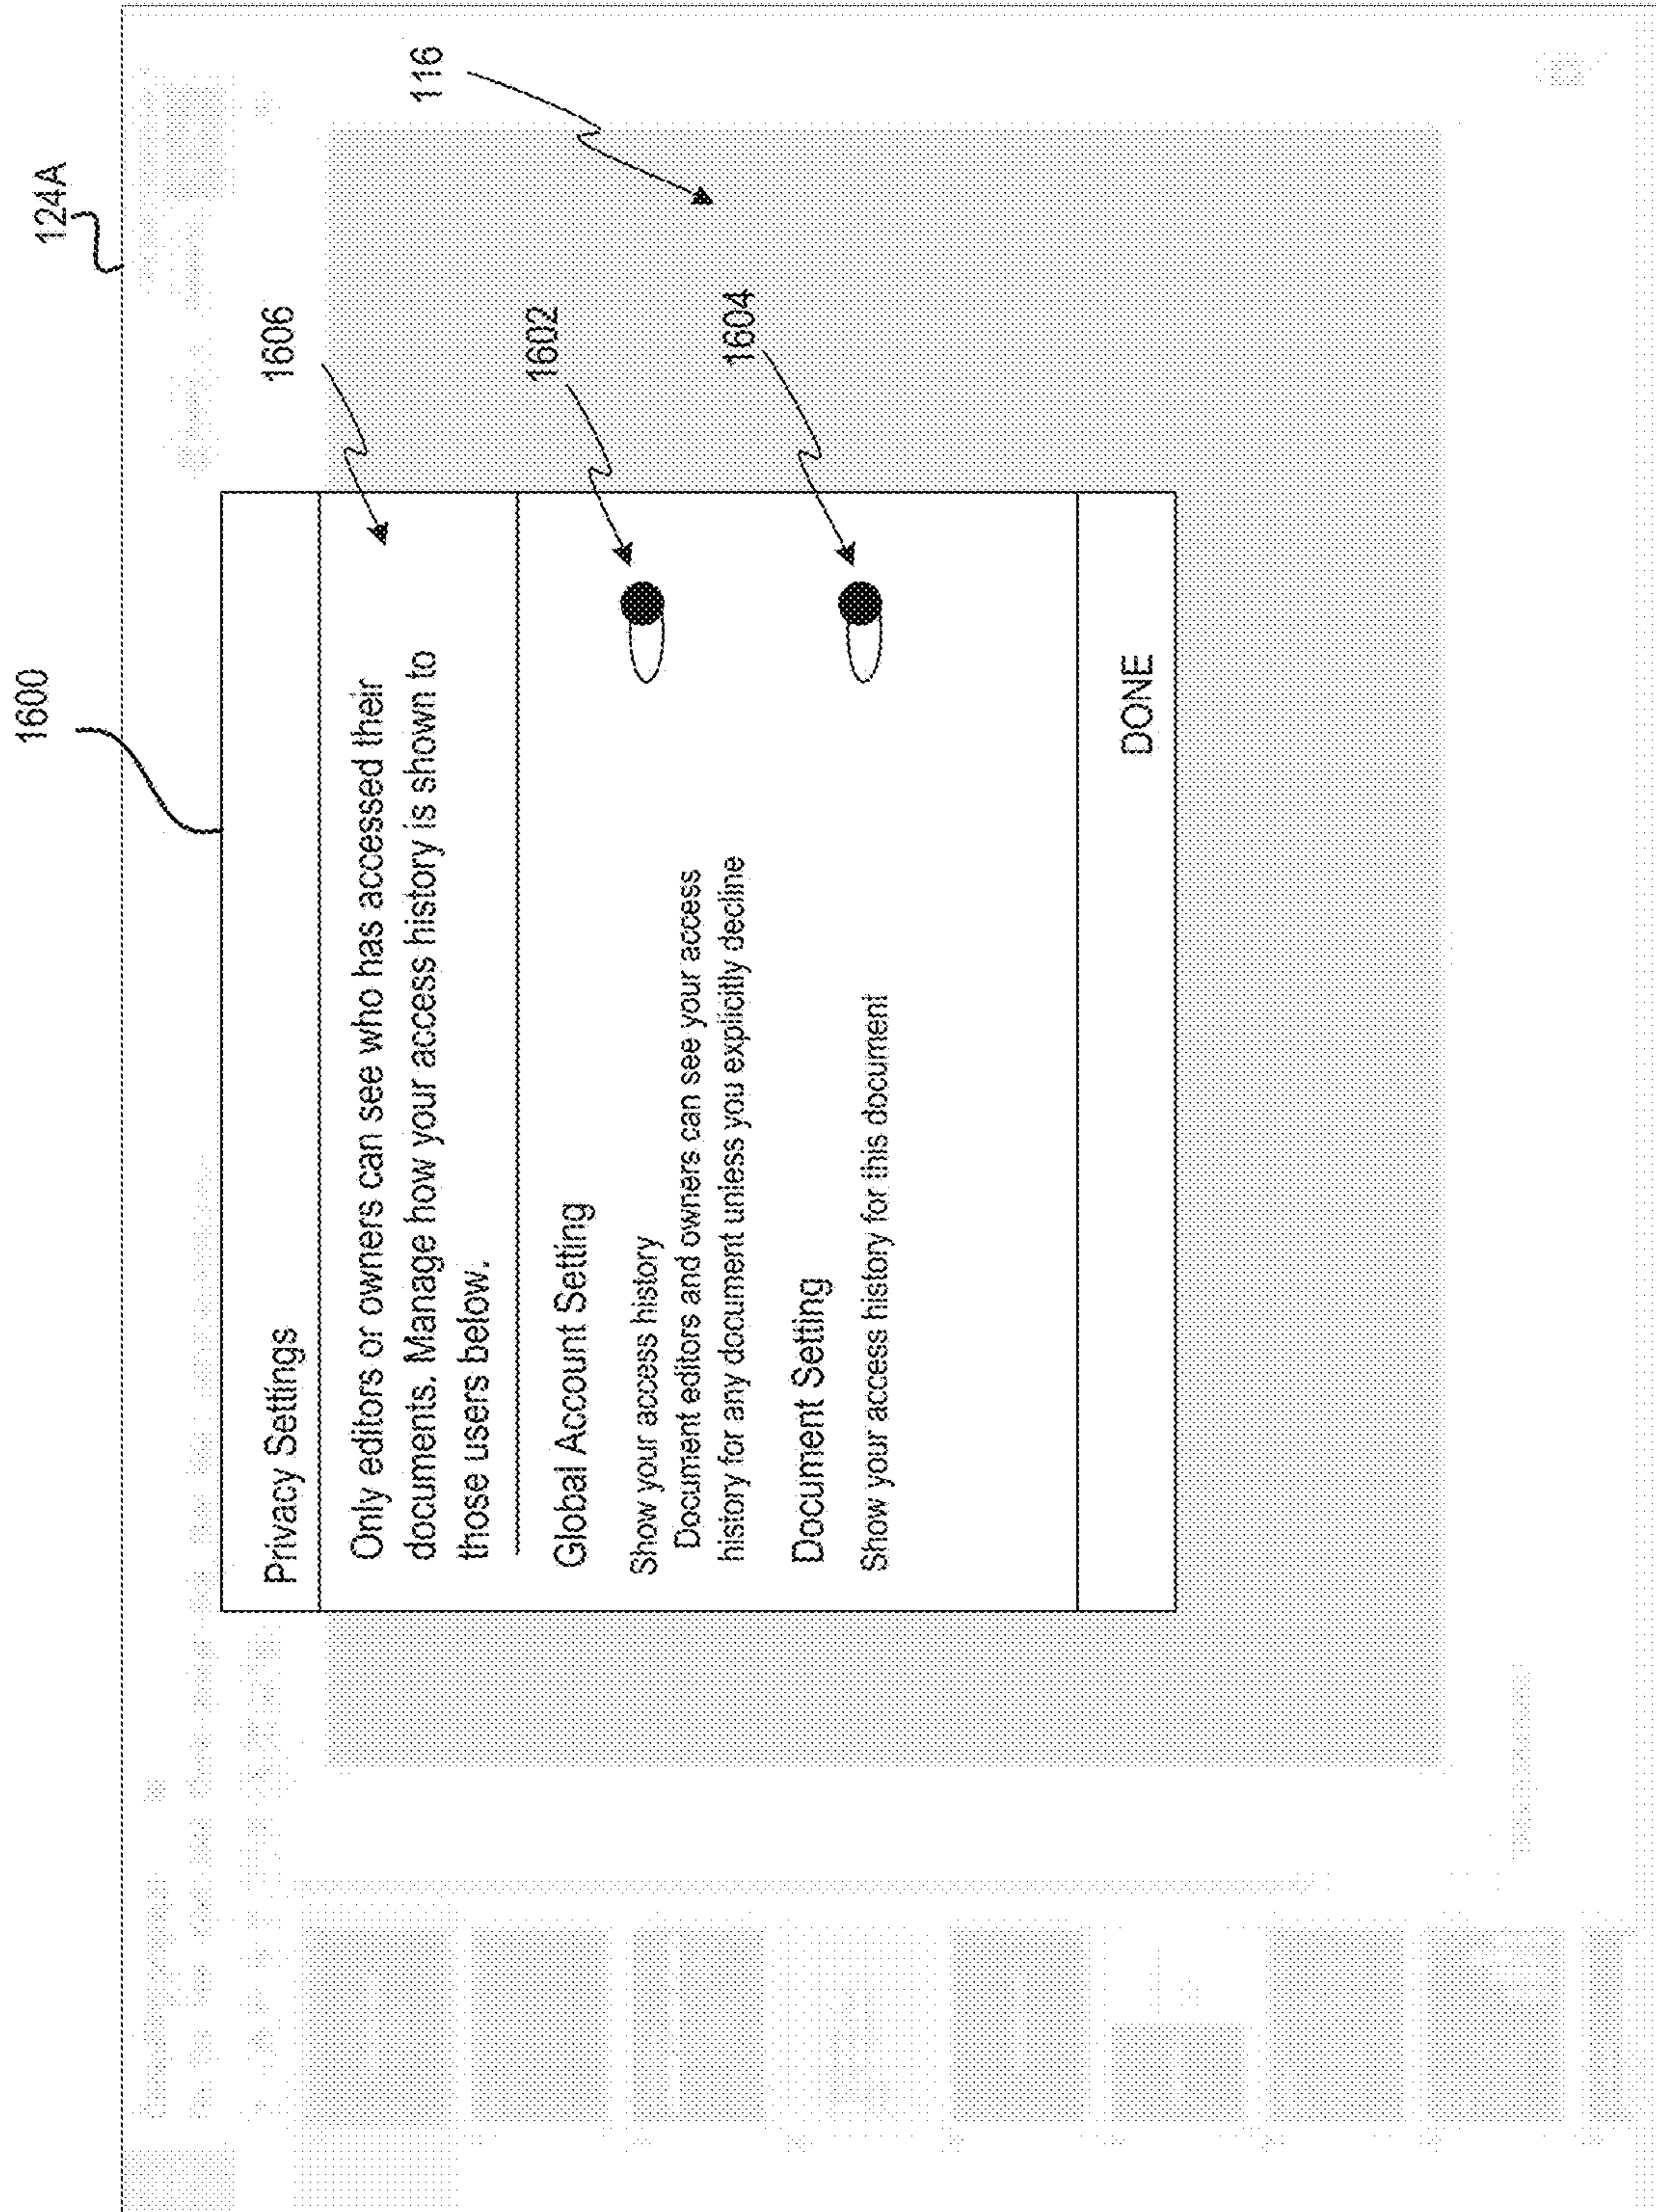 124A
1600
116
1606
Privacy Settings
Only editors or owners can see who has accessed their
documents. Manage how your access history is shown to
those users below.
Global Account Setting
1602
Show your access history
Document editors and owners can see your access
history for any document unless you explicitly decline
1604
Document Setting
Show your access history for this document
DONE